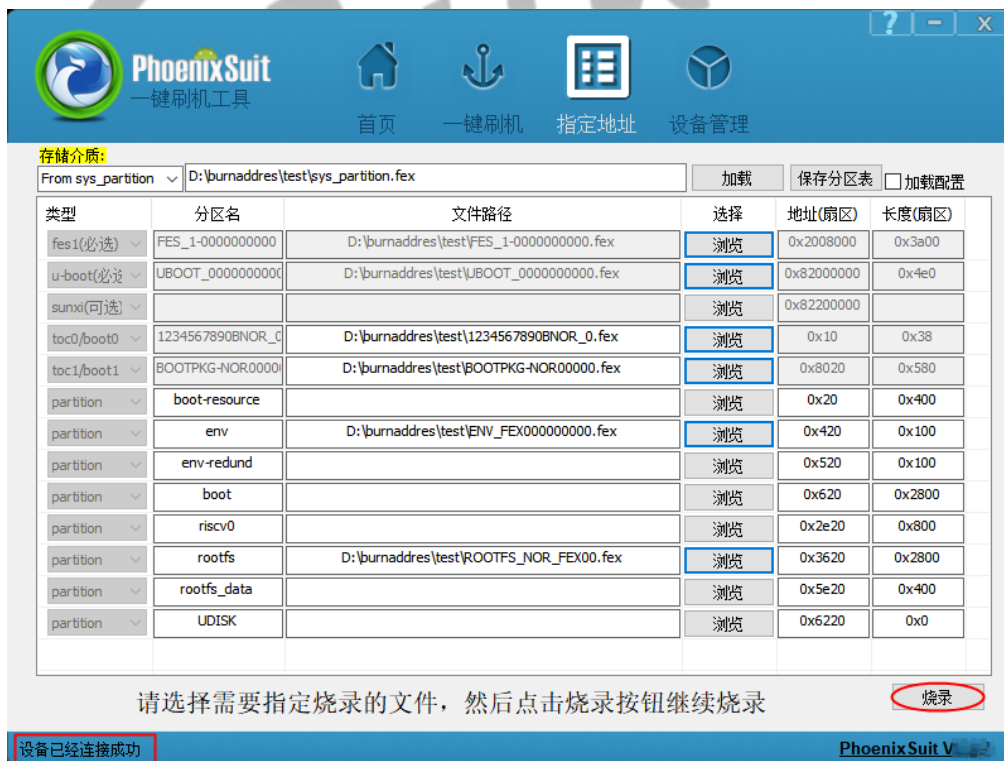 PhoenixSuit
一键刷机工具
首页 一键刷机 指定地址 设备管理
? - x
存储介质:
From sys_partition D:\burnaddres\test\sys_partition.fex 加载 保存分区表 加载配置
类型 分区名 文件路径 选择 地址(扇区) 长度(扇区)
fes1(必选) FES_1-0000000000 D:\burnaddres\test\FES_1-0000000000.fex 浏览 0x2008000 0x3a00
u-boot(必选 UBOOT_0000000000 D:\burnaddres\test\UBOOT_0000000000.fex 浏览 0x82000000 0x4e0
sunxi(可选) 浏览 0x82200000
toc0/boot0 1234567890BNOR_0 D:\burnaddres\test\1234567890BNOR_0.fex 浏览 0x10 0x38
toc1/boot1 BOOTPKG-NOR0000 D:\burnaddres\test\BOOTPKG-NOR00000.fex 浏览 0x8020 0x580
partition boot-resource 浏览 0x20 0x400
partition env D:\burnaddres\test\ENV_FEX000000000.fex 浏览 0x420 0x100
partition env-redund 浏览 0x520 0x100
partition boot 浏览 0x620 0x2800
partition riscv0 浏览 0x2e20 0x800
partition rootfs D:\burnaddres\test\ROOTFS_NOR_FEX00.fex 浏览 0x3620 0x2800
partition rootfs_data 浏览 0x5e20 0x400
partition UDISK 浏览 0x6220 0x0
请选择需要指定烧录的文件，然后点击烧录按钮继续烧录 烧录
设备已经连接成功 PhoenixSuit V